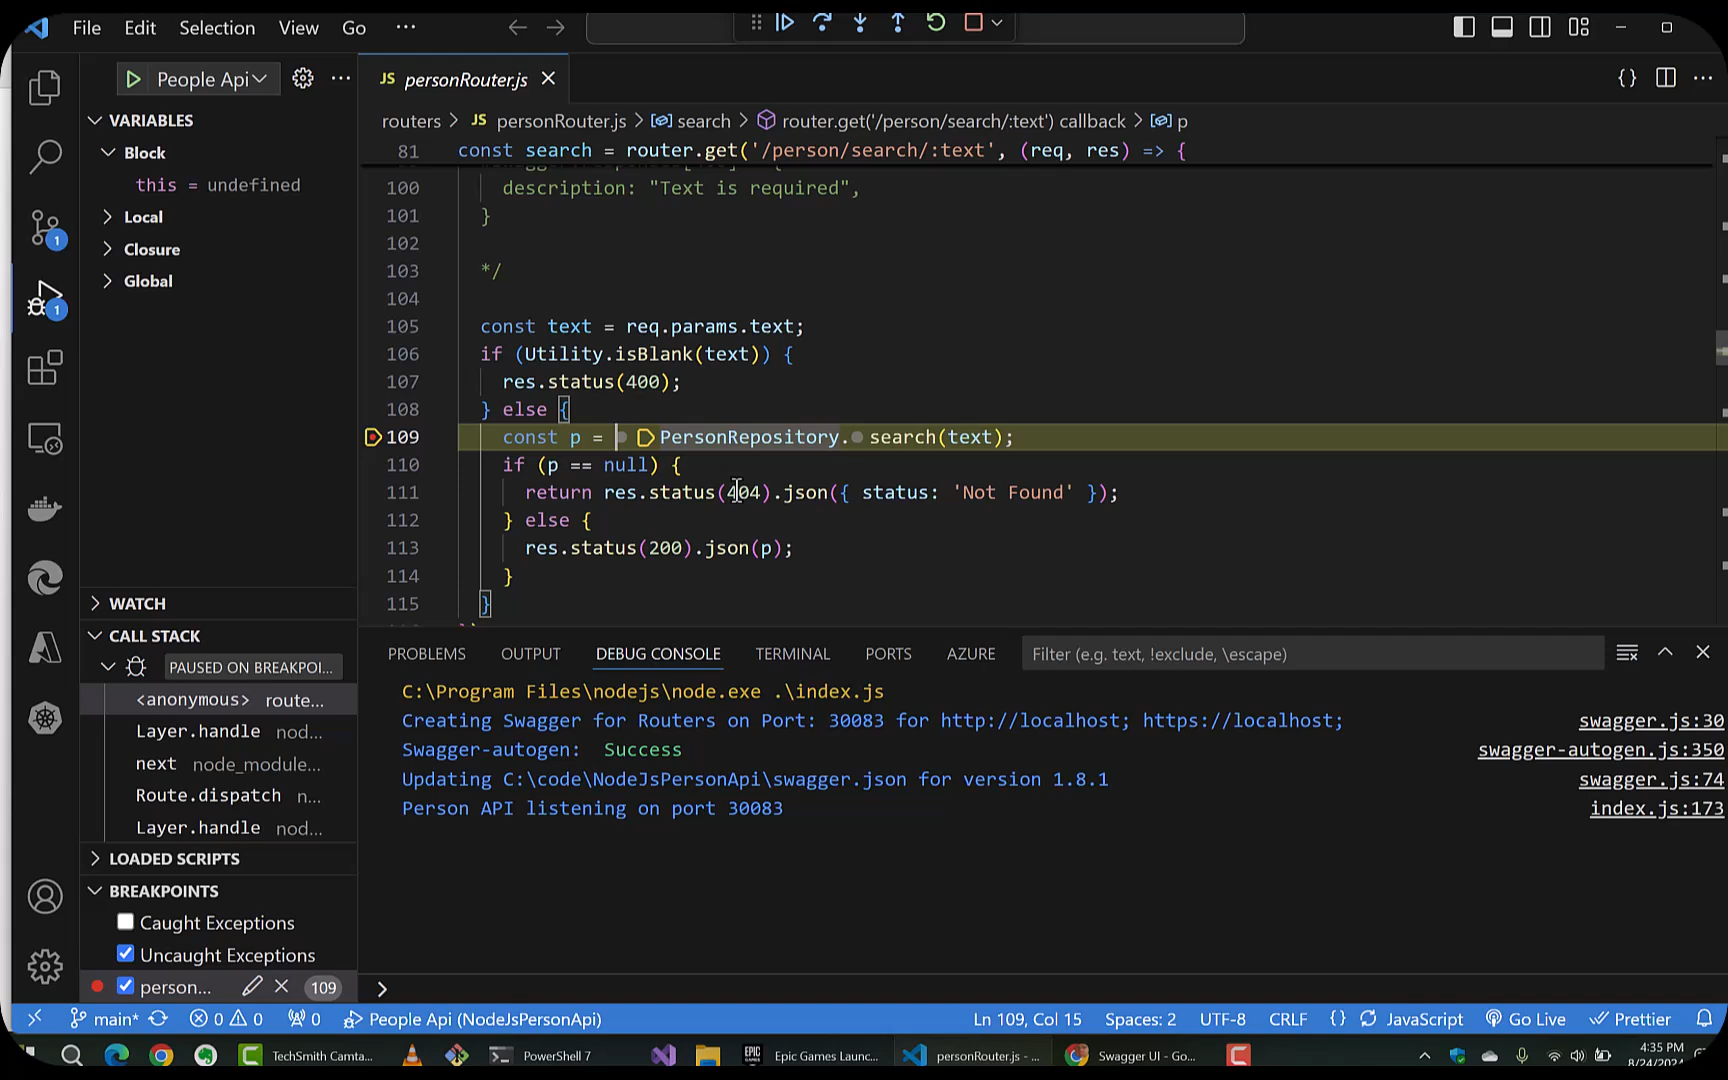 File Edit Selection View Go ···
People Api
JS personRouter.js
routers > JS personRouter.js > search > router.get('/person/search/:text') callback > p
VARIABLES
Block
this = undefined
Local
Closure
Global
81 const search = router.get('/person/search/:text', (req, res) => {
100 description: "Text is required",
101 }
102
103 */
104
105 const text = req.params.text;
106 if (Utility.isBlank(text)) {
107 res.status(400);
108 } else {
109 const p = PersonRepository.search(text);
110 if (p == null) {
111 return res.status(404).json({ status: 'Not Found' });
112 } else {
113 res.status(200).json(p);
114 }
115 }
WATCH
CALL STACK
PAUSED ON BREAKPOI...
<anonymous> route...
Layer.handle nod...
next node_module...
Route.dispatch n...
Layer.handle nod...
LOADED SCRIPTS
BREAKPOINTS
Caught Exceptions
Uncaught Exceptions
person... 109
PROBLEMS OUTPUT DEBUG CONSOLE TERMINAL PORTS AZURE Filter (e.g. text, !exclude, \escape)
C:\Program Files\nodejs\node.exe .\index.js
Creating Swagger for Routers on Port: 30083 for http://localhost; https://localhost; swagger.js:30
Swagger-autogen: Success swagger-autogen.js:350
Updating C:\code\NodeJsPersonApi\swagger.json for version 1.8.1 swagger.js:74
Person API listening on port 30083 index.js:173
>
1
1
main* 0 0 0 People Api (NodeJsPersonApi) Ln 109, Col 15 Spaces: 2 UTF-8 CRLF {} JavaScript Go Live Prettier
TechSmith Camta... PowerShell 7 EPIC GAMES Epic Games Launc... personRouter.js - ... Swagger UI - Go... 4:35 PM